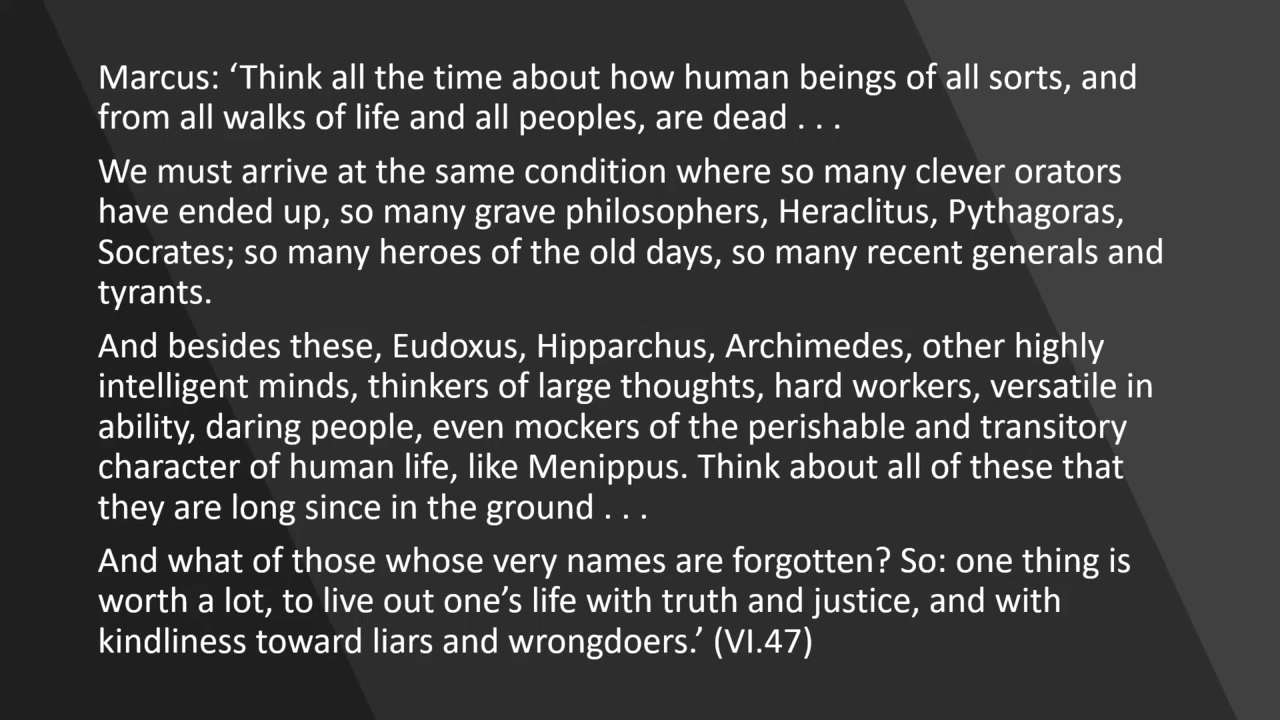 Marcus: ‘Think all the time about how human beings of all sorts, and
from all walks of life and all peoples, are dead . . .
We must arrive at the same condition where so many clever orators
have ended up, so many grave philosophers, Heraclitus, Pythagoras,
Socrates; so many heroes of the old days, so many recent generals and
tyrants.
And besides these, Eudoxus, Hipparchus, Archimedes, other highly
intelligent minds, thinkers of large thoughts, hard workers, versatile in
ability, daring people, even mockers of the perishable and transitory
character of human life, like Menippus. Think about all of these that
they are long since in the ground . . .
And what of those whose very names are forgotten? So: one thing is
worth a lot, to live out one’s life with truth and justice, and with
kindliness toward liars and wrongdoers.’ (VI.47)